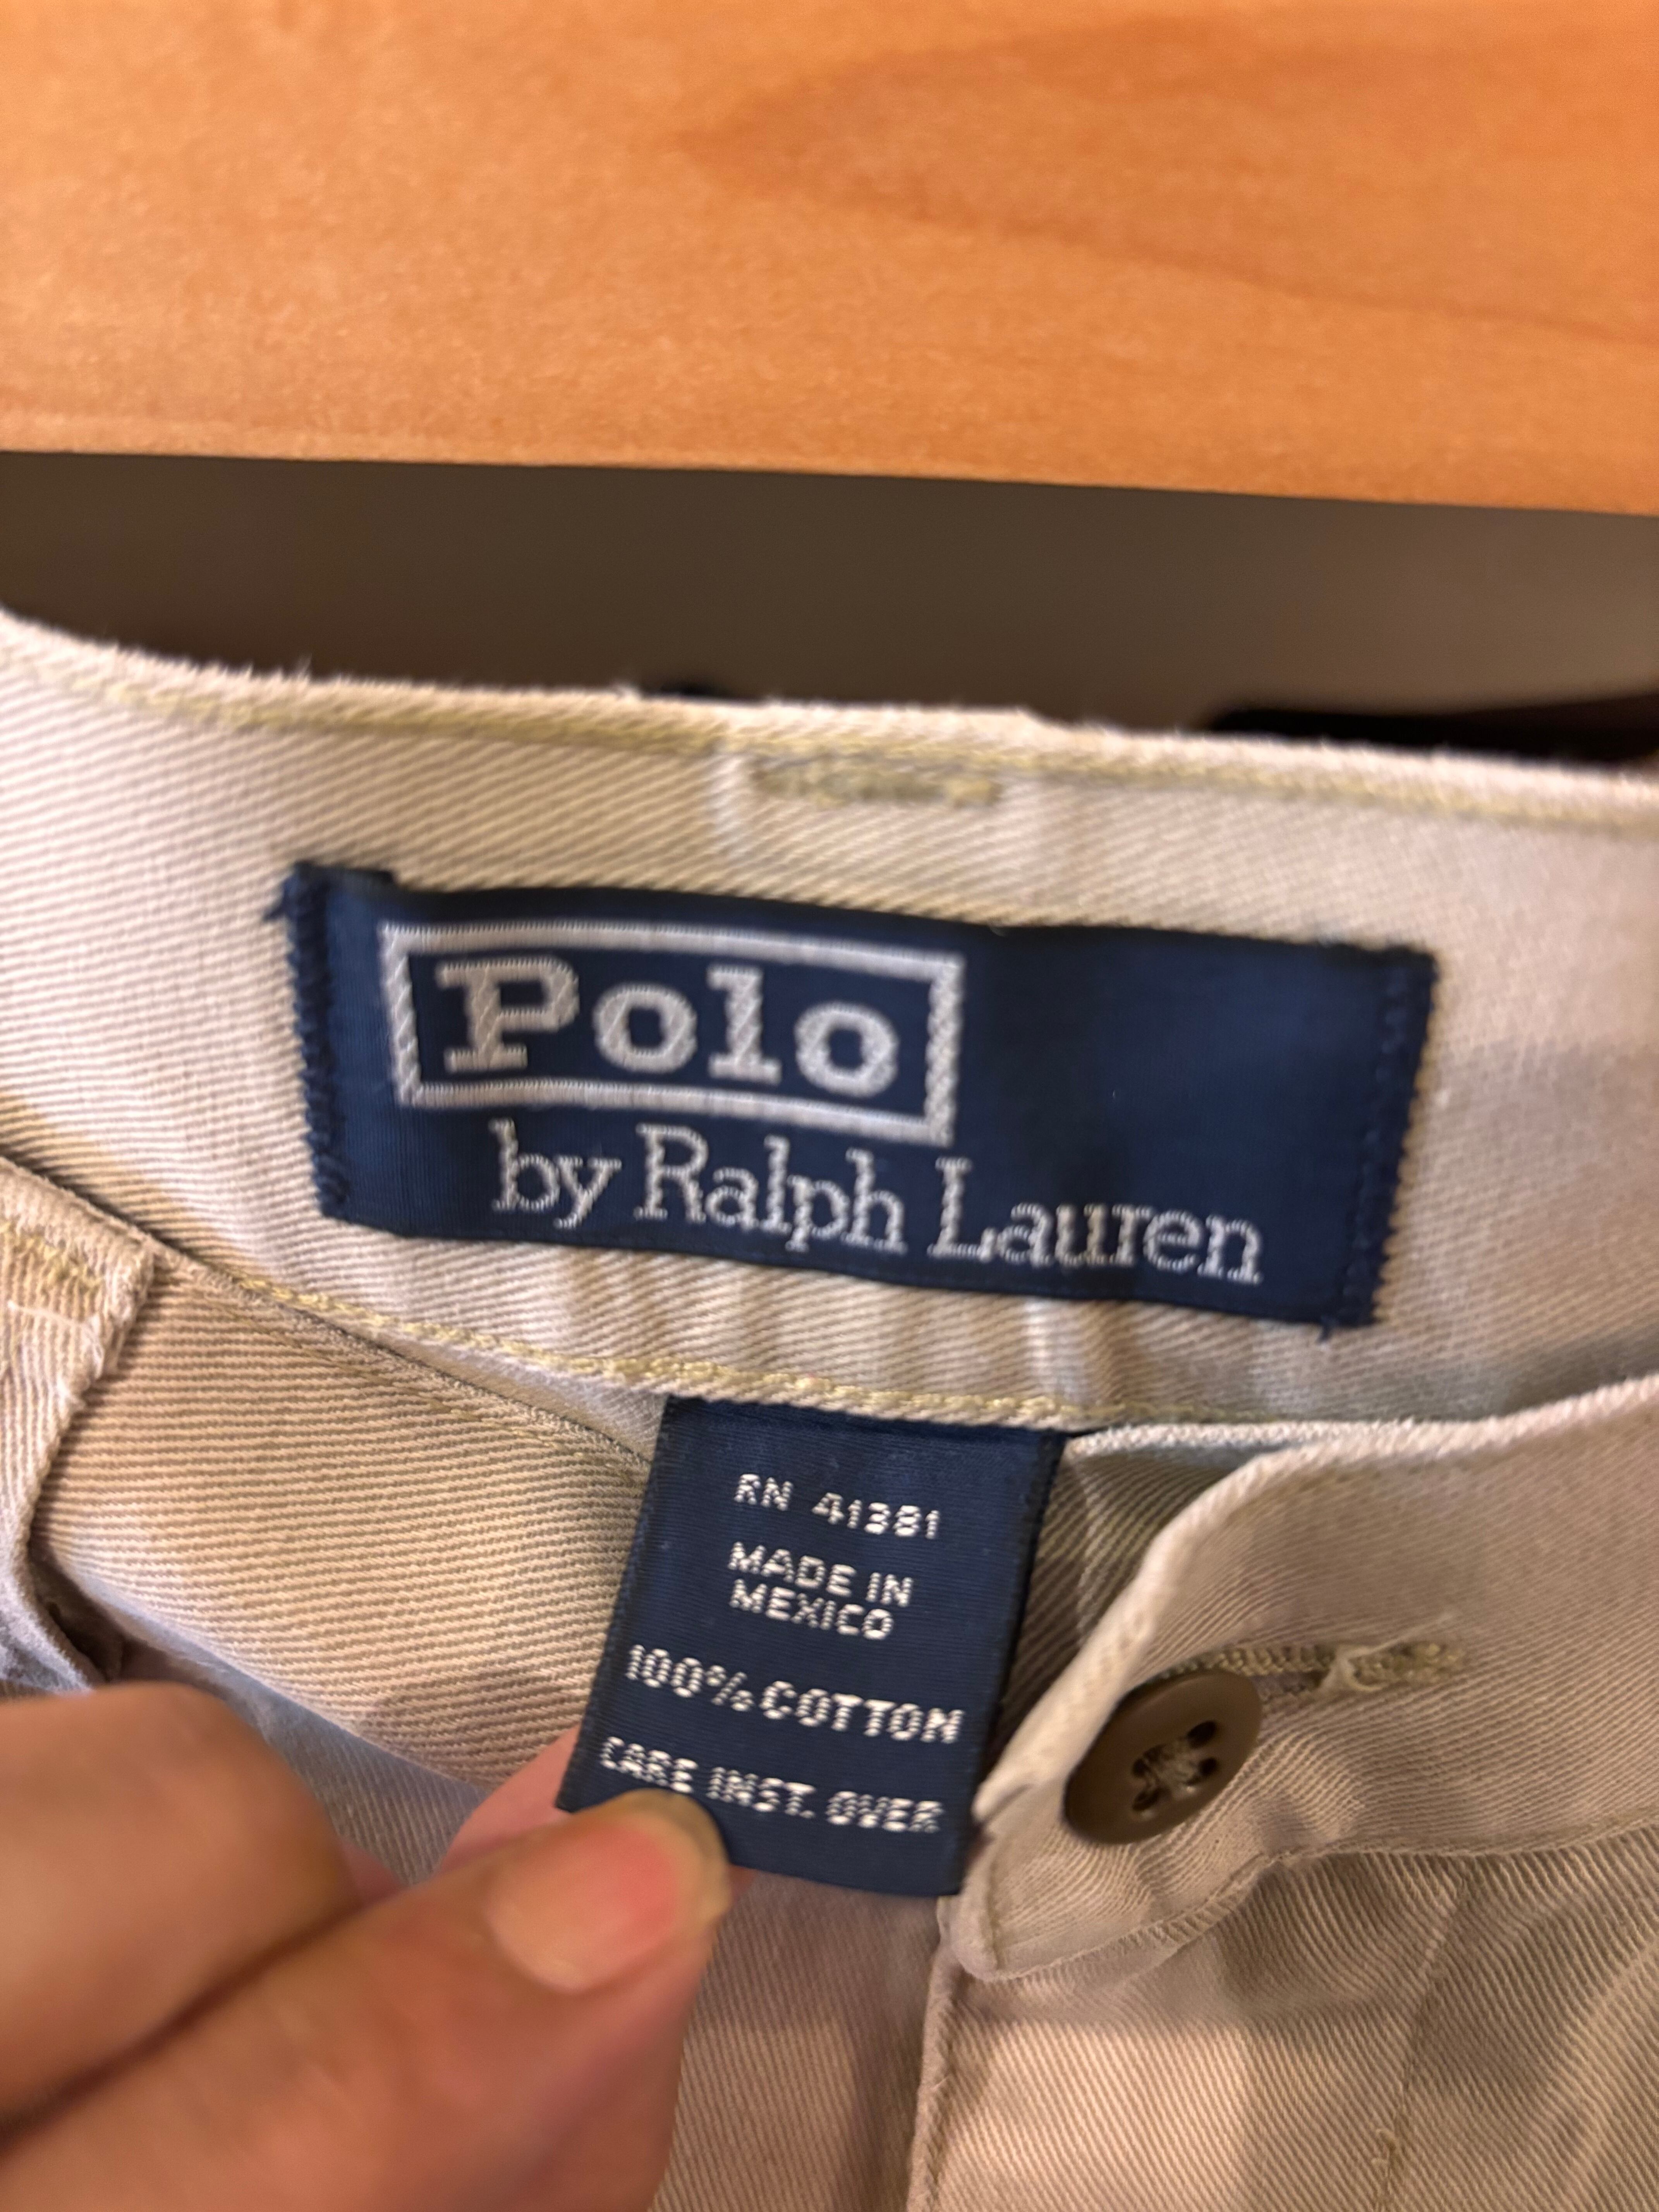 Polo
by Ralph Lauren
RN 41381
MADE IN
MEXICO
100% COTTON
CARE INST. OVER